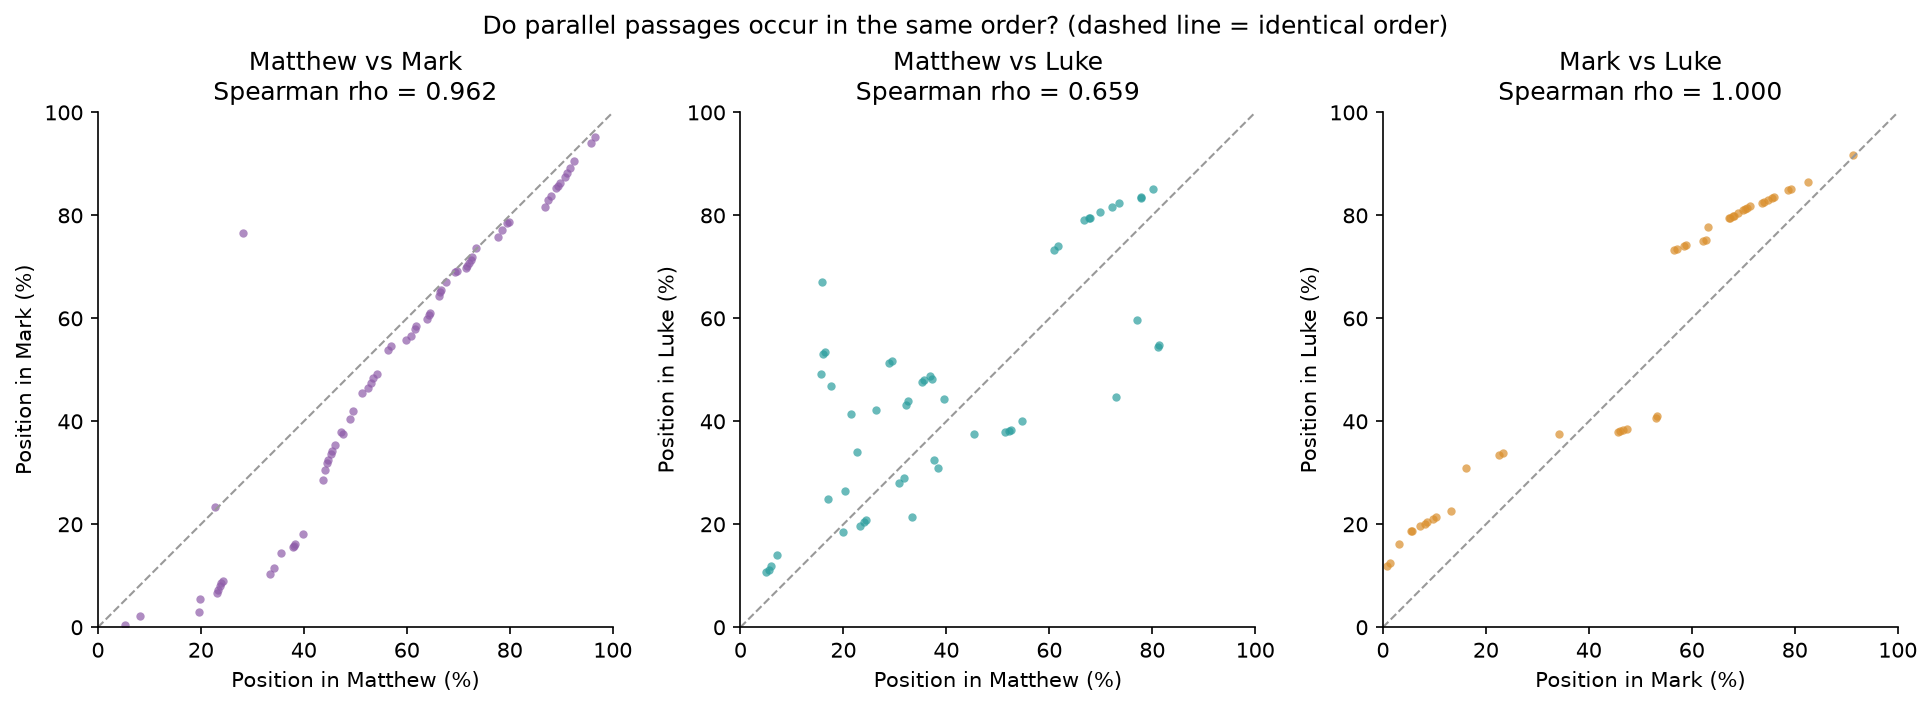 Do parallel passages occur in the same order? (dashed line = identical order)
Matthew vs Mark
Spearman rho = 0.962
100
80
60
40
20
0
Position in Mark (%)
0 20 40 60 80 100
Position in Matthew (%)
Matthew vs Luke
Spearman rho = 0.659
100
80
60
40
20
0
Position in Luke (%)
0 20 40 60 80 100
Position in Matthew (%)
Mark vs Luke
Spearman rho = 1.000
100
80
60
40
20
0
Position in Luke (%)
0 20 40 60 80 100
Position in Mark (%)